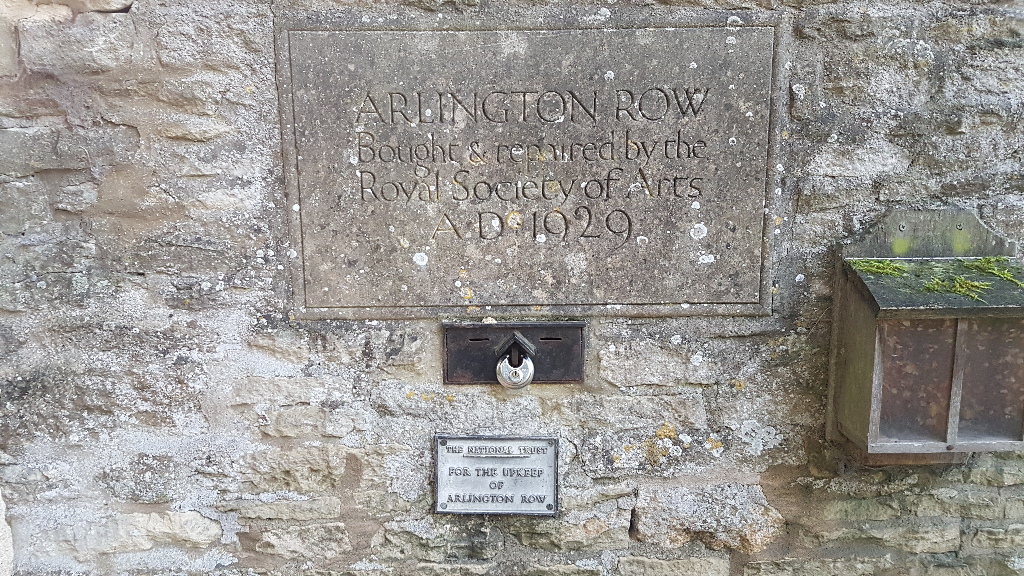 ARLINGTON ROW
Bought & repaired by the
Royal Society of Arts
A.D. 1929
THE NATIONAL TRUST
FOR THE UPKEEP
OF
ARLINGTON ROW